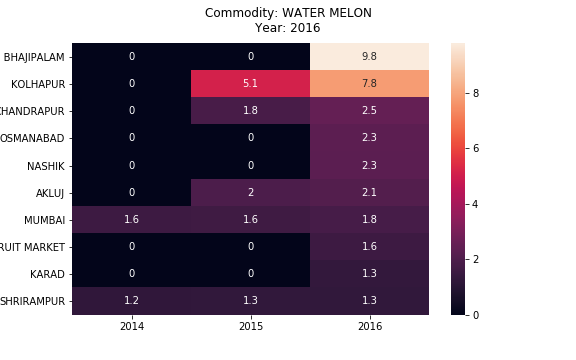 Commodity: WATER MELON
Year: 2016
BHAJIPALAM 0 0 9.8
KOLHAPUR 0 5.1 7.8
HANDRAPUR 0 1.8 2.5
OSMANABAD 0 0 2.3
NASHIK 0 0 2.3
AKLUJ 0 2 2.1
MUMBAI 1.6 1.6 1.8
RUIT MARKET 0 0 1.6
KARAD 0 0 1.3
SHRIRAMPUR 1.2 1.3 1.3
2014 2015 2016
8
6
4
2
0